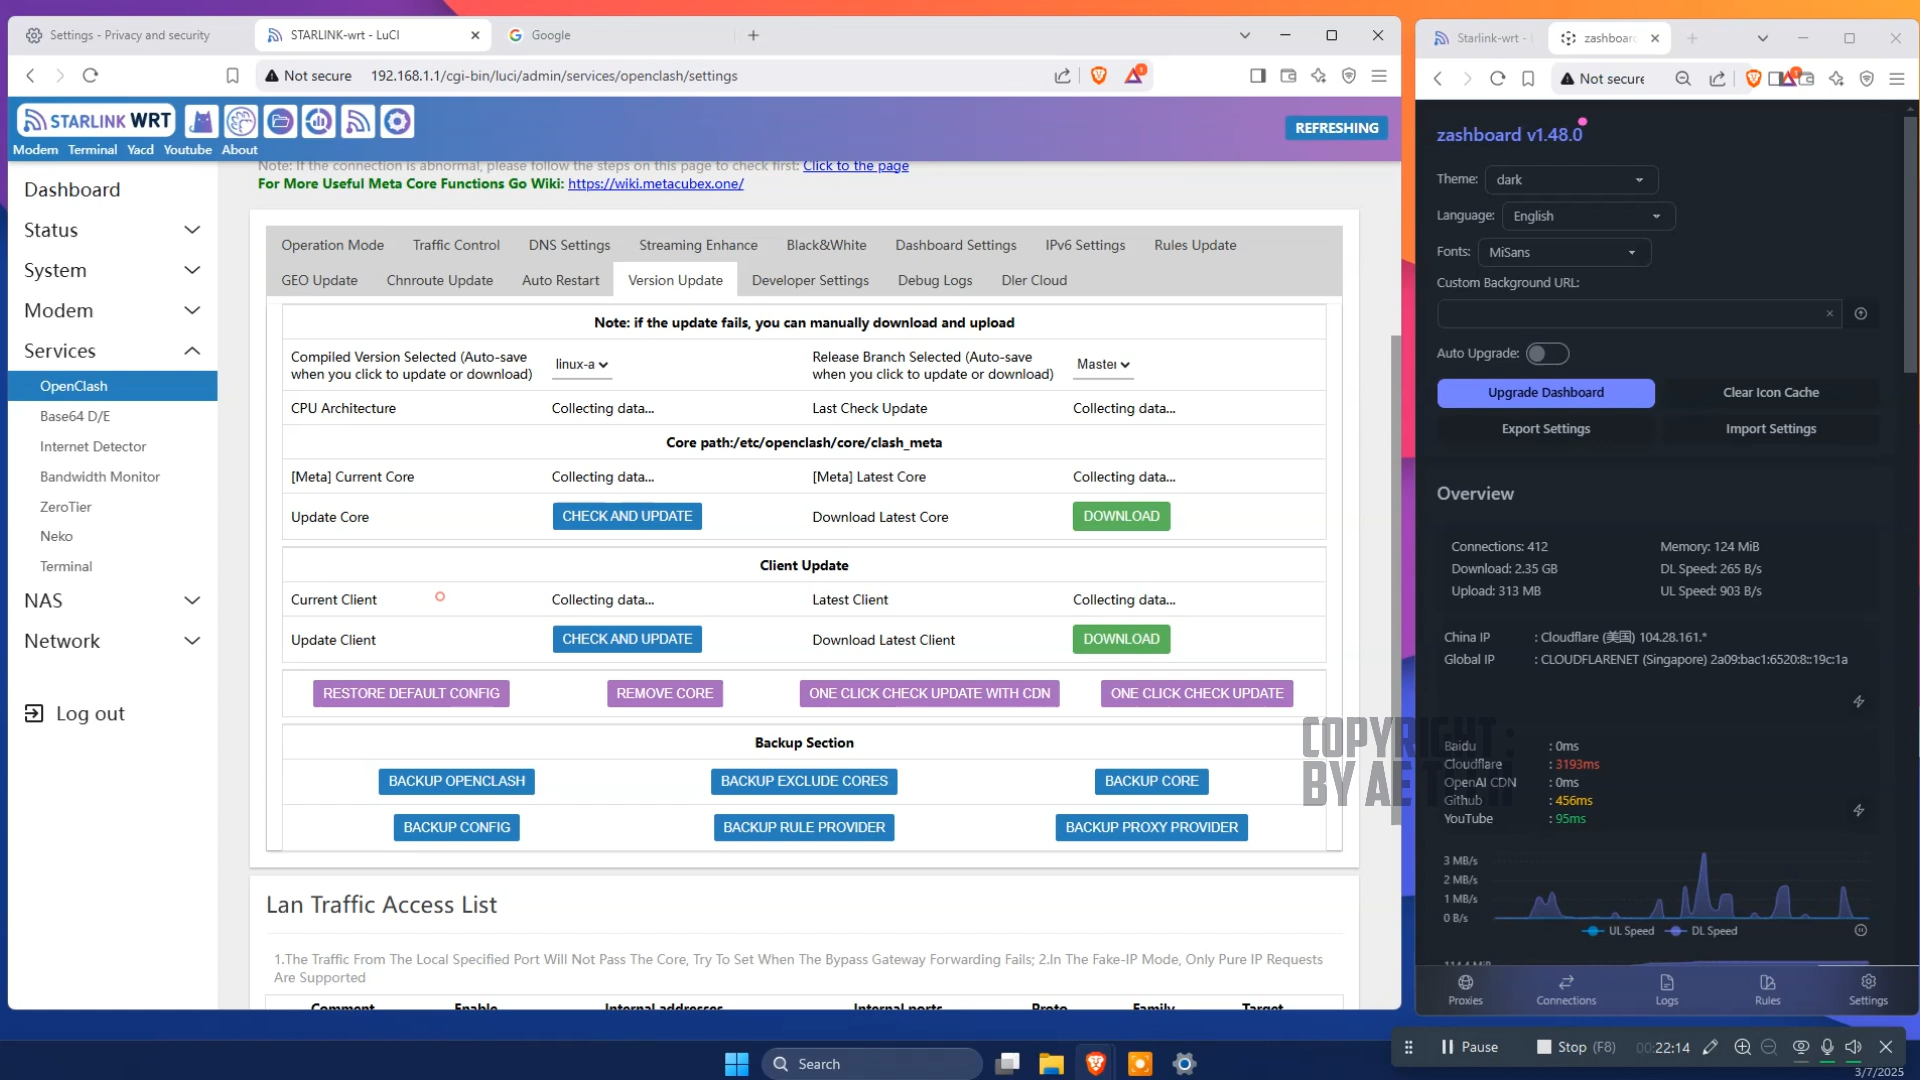 Settings - Privacy and security
STARLINK-wrt - LuCI
Google
Not secure
192.168.1.1/cgi-bin/luci/admin/services/openclash/settings
STARLINK WRT
REFRESHING
Modem Terminal Yacd Youtube About
Note: If the connection is abnormal, please follow the steps on this page to check first: Click to the page
For More Useful Meta Core Functions Go Wiki: https://wiki.metacubex.one/
Dashboard
Status
System
Modem
Services
OpenClash
Base64 D/E
Internet Detector
Bandwidth Monitor
ZeroTier
Neko
Terminal
NAS
Network
Log out
Operation Mode Traffic Control DNS Settings Streaming Enhance Black&White Dashboard Settings IPv6 Settings Rules Update
GEO Update Chnroute Update Auto Restart Version Update Developer Settings Debug Logs Dler Cloud
Note: if the update fails, you can manually download and upload
Compiled Version Selected (Auto-save
when you click to update or download)
linux-a
Release Branch Selected (Auto-save
when you click to update or download)
Master
CPU Architecture Collecting data... Last Check Update Collecting data...
Core path:/etc/openclash/core/clash_meta
[Meta] Current Core Collecting data... [Meta] Latest Core Collecting data...
Update Core CHECK AND UPDATE Download Latest Core DOWNLOAD
Client Update
Current Client Collecting data... Latest Client Collecting data...
Update Client CHECK AND UPDATE Download Latest Client DOWNLOAD
RESTORE DEFAULT CONFIG REMOVE CORE ONE CLICK CHECK UPDATE WITH CDN ONE CLICK CHECK UPDATE
Backup Section
BACKUP OPENCLASH BACKUP EXCLUDE CORES BACKUP CORE
BACKUP CONFIG BACKUP RULE PROVIDER BACKUP PROXY PROVIDER
Lan Traffic Access List
1.The Traffic From The Local Specified Port Will Not Pass The Core, Try To Set When The Bypass Gateway Forwarding Fails; 2.In The Fake-IP Mode, Only Pure IP Requests
Are Supported
Comment Enable Internal addresses Internal ports Proto Family Target
Starlink-wrt -
zashboard
Not secure
zashboard v1.48.0
Theme: dark
Language: English
Fonts: MiSans
Custom Background URL:
Auto Upgrade:
Upgrade Dashboard Clear Icon Cache
Export Settings Import Settings
Overview
Connections: 412 Memory: 124 MiB
Download: 2.35 GB DL Speed: 265 B/s
Upload: 313 MB UL Speed: 903 B/s
China IP : Cloudflare (美国) 104.28.161.*
Global IP : CLOUDFLARENET (Singapore) 2a09:bac1:6520:8::19c:1a
Baidu : 0ms
Cloudflare : 3193ms
OpenAI CDN : 0ms
Github : 456ms
YouTube : 95ms
COPYRIGHT :
3 MB/s
2 MB/s
1 MB/s
0 B/s
UL Speed DL Speed
Proxies Connections Logs Rules Settings
Search
Pause Stop (F8) 00:22:14
3/7/2025